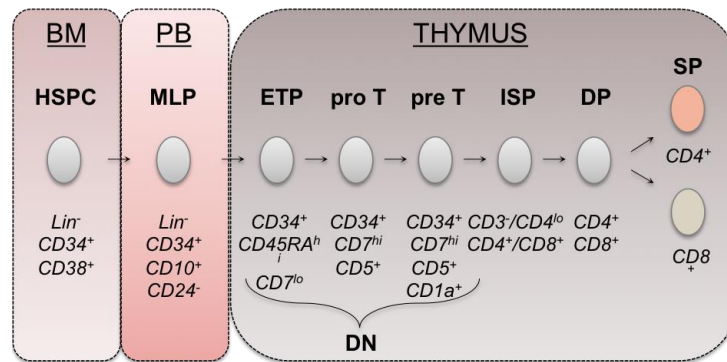 BM
PB
THYMUS
HSPC
MLP
ETP
pro T
pre T
ISP
DP
SP
CD4⁺
CD8
+
Lin⁻
CD34⁺
CD38⁺
Lin⁻
CD34⁺
CD10⁺
CD24⁻
CD34⁺
CD45RAʰ
i
CD7ˡᵒ
CD34⁺
CD7ʰⁱ
CD5⁺
CD34⁺
CD7ʰⁱ
CD5⁺
CD1a⁺
CD3⁻/CD4ˡᵒ
CD4⁺/CD8⁺
CD4⁺
CD8⁺
DN